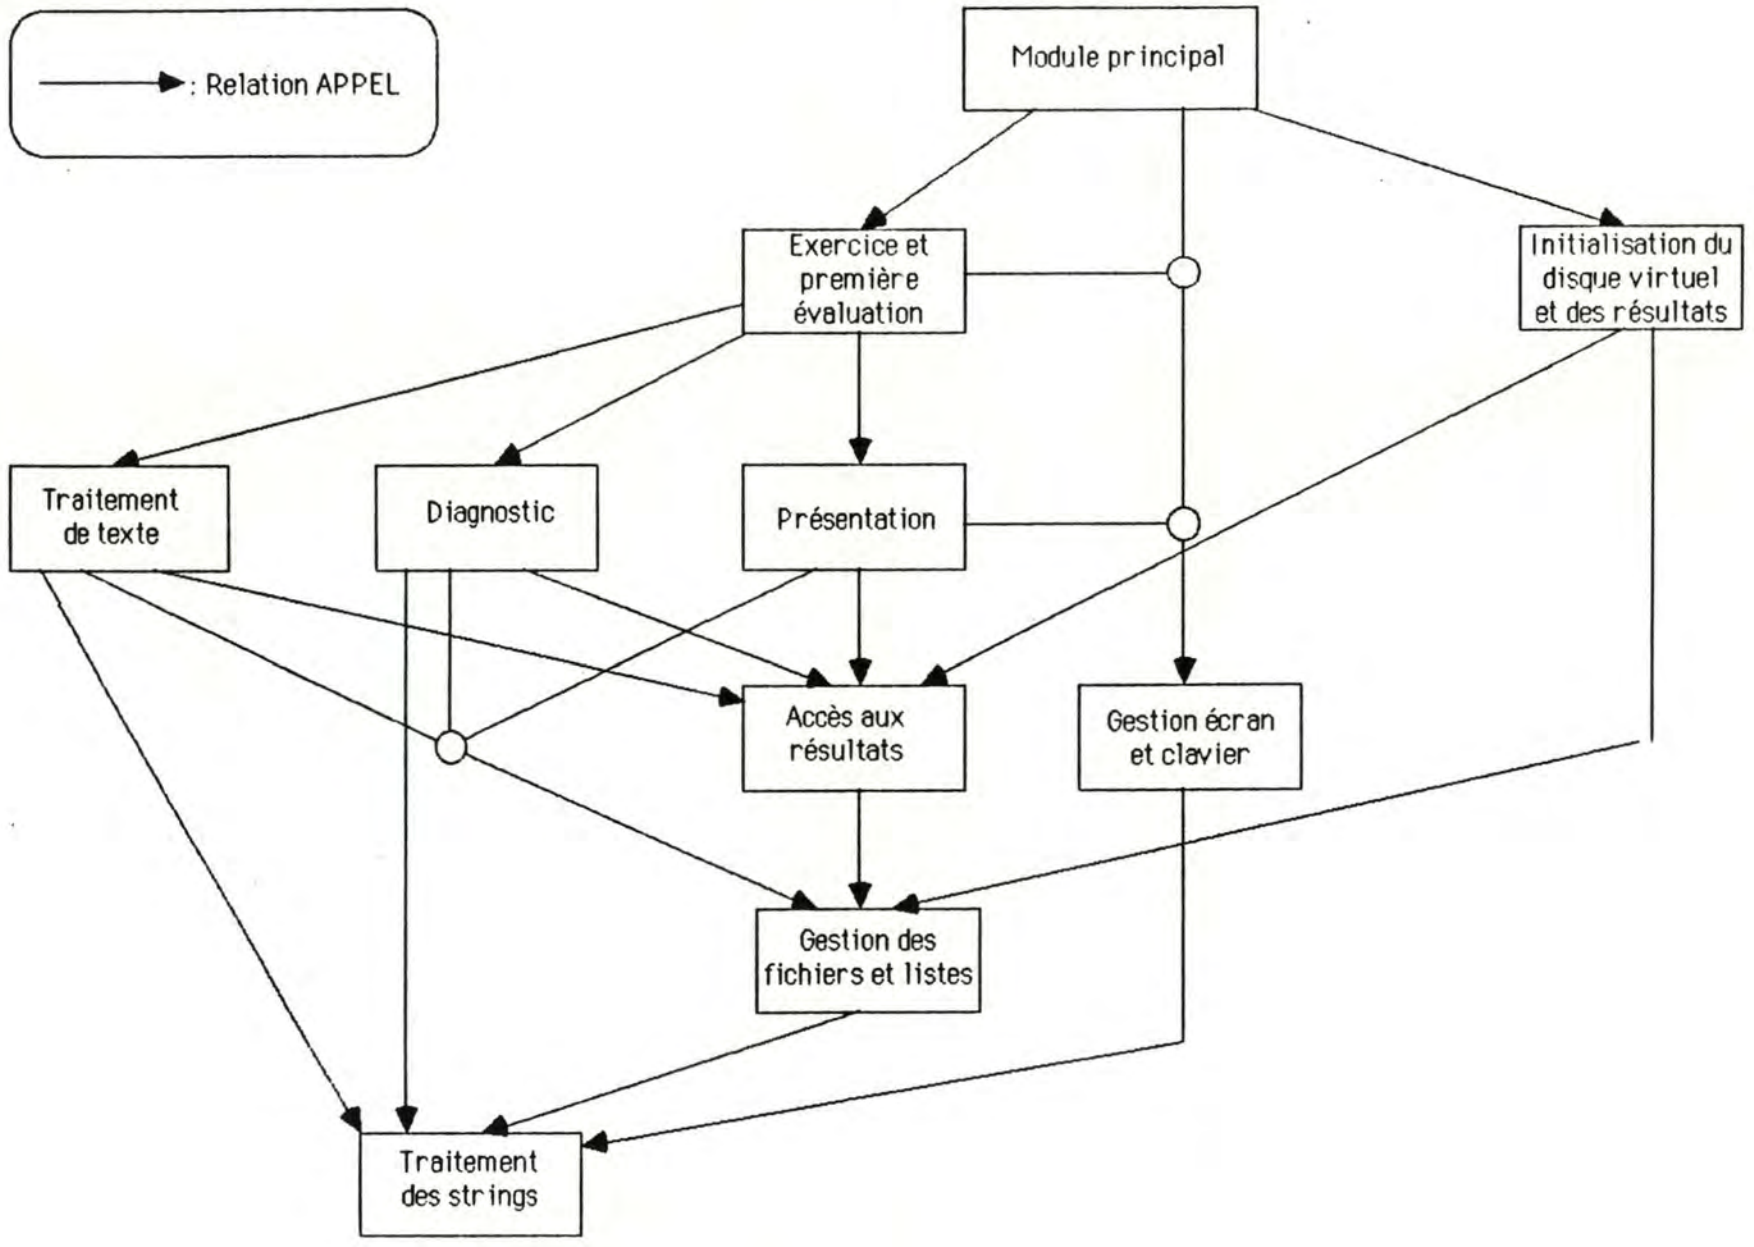 : Relation APPEL
Module principal
Exercice et
première
évaluation
Initialisation du
disque virtuel
et des résultats
Traitement
de texte
Diagnostic
Présentation
Accès aux
résultats
Gestion écran
et clavier
Gestion des
fichiers et listes
Traitement
des strings